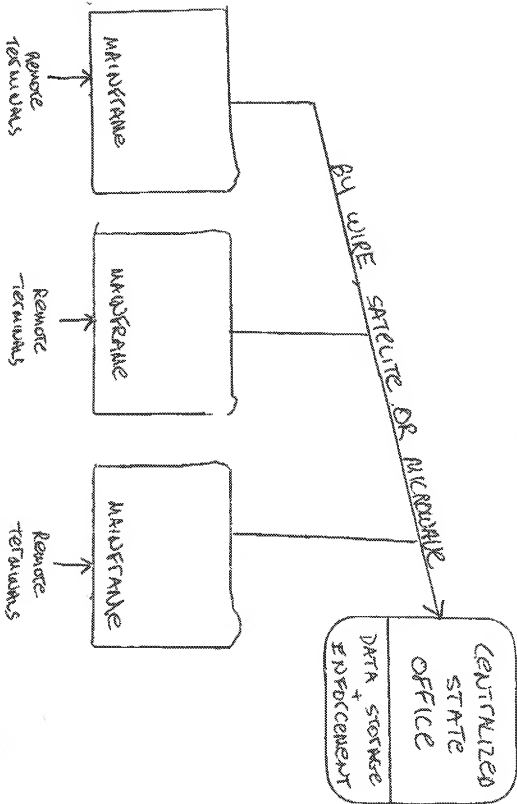 CENTRALIZED
STATE
OFFICE
DATA STORAGE
+
ENFORCEMENT
BY WIRE, SATELITE OR MICROWAVE
MAINFRAME
MAINFRAME
MAINFRAME
Remote
TERMINALS
Remote
Terminals
Remote
Terminals